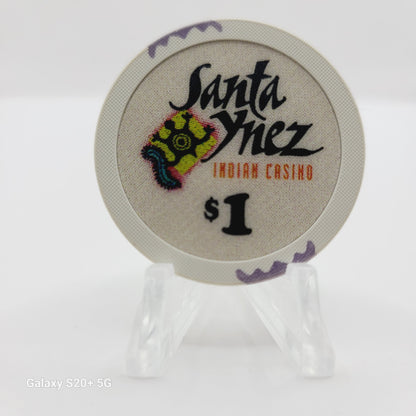 Santa
Ynez
INDIAN CASINO
$1
Galaxy S20+ 5G